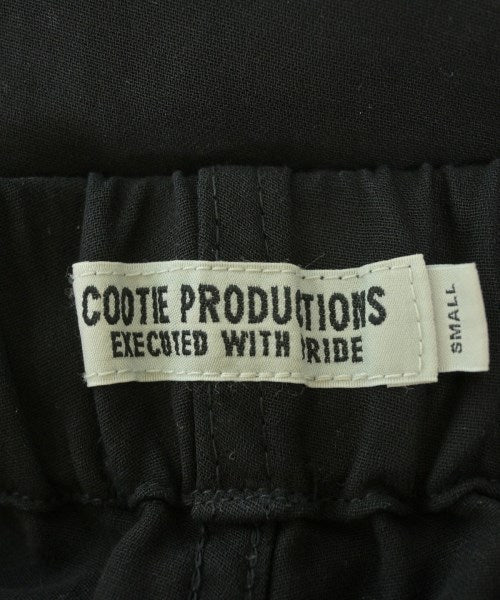 COOTIE PRODUCTIONS
EXECUTED WITH PRIDE
SMALL